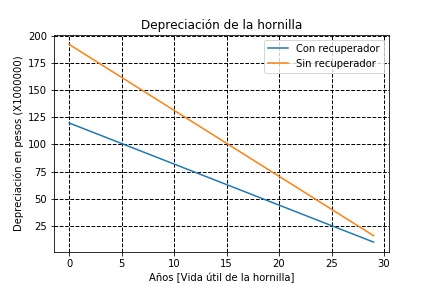 Depreciación de la hornilla
Con recuperador
Sin recuperador
Depreciación en pesos (X1000000)
200
175
150
125
100
75
50
25
0 5 10 15 20 25 30
Años [Vida útil de la hornilla]